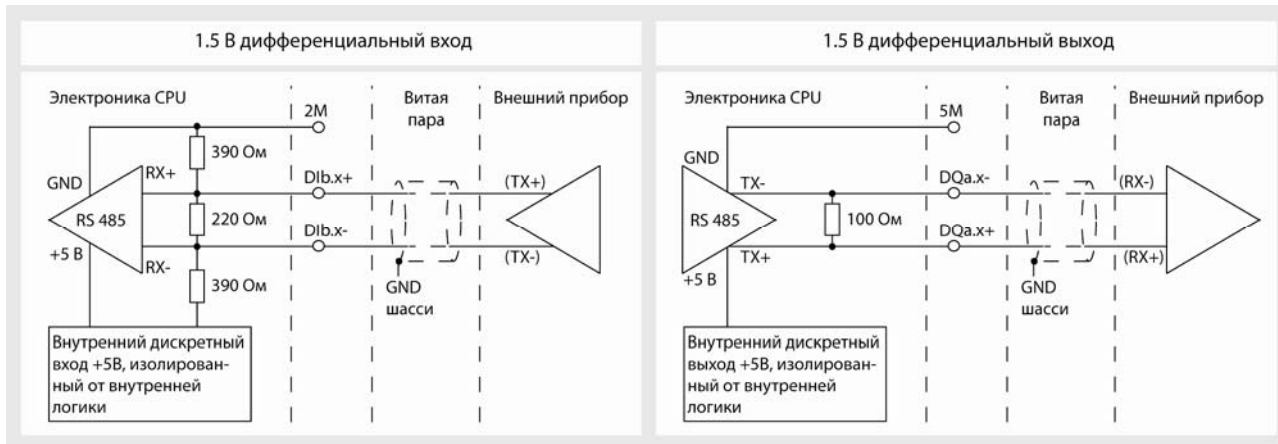 1.5 В дифференциальный вход
Электроника CPU
2M
Витая
пара
Внешний прибор
390 Ом
GND
RX+
DIb.x+
(TX+)
RS 485
220 Ом
DIb.x-
+5 В
RX-
(TX-)
390 Ом
GND
шасси
Внутренний дискретный
вход +5В, изолирован-
ный от внутренней
логики
1.5 В дифференциальный выход
Электроника CPU
5M
Витая
пара
Внешний прибор
GND
TX-
DQa.x-
(RX-)
RS 485
100 Ом
DQa.x+
TX+
(RX+)
+5 В
GND
шасси
Внутренний дискретный
выход +5В, изолирован-
ный от внутренней
логики